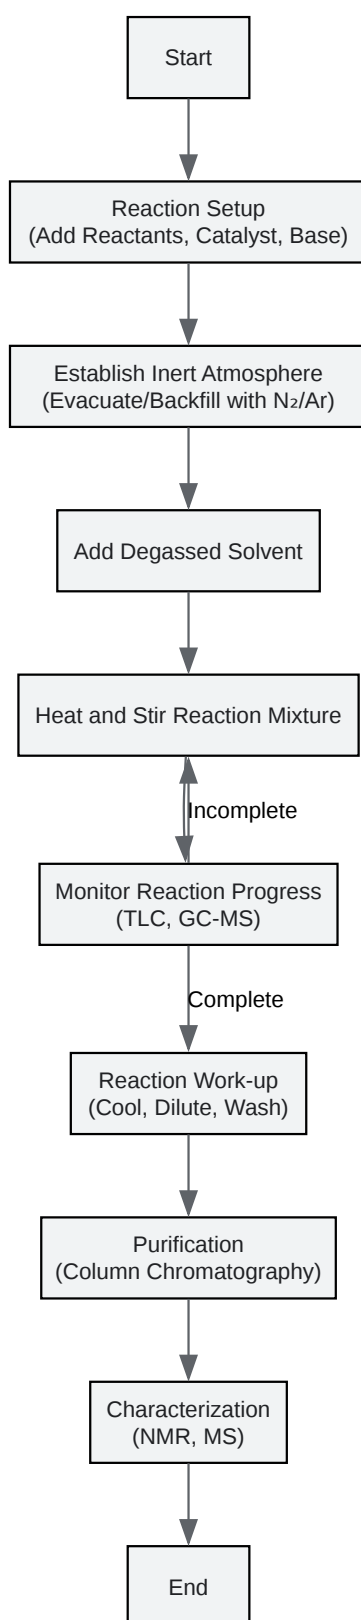 Start
Reaction Setup
(Add Reactants, Catalyst, Base)
Establish Inert Atmosphere
(Evacuate/Backfill with N₂/Ar)
Add Degassed Solvent
Heat and Stir Reaction Mixture
Incomplete
Monitor Reaction Progress
(TLC, GC-MS)
Complete
Reaction Work-up
(Cool, Dilute, Wash)
Purification
(Column Chromatography)
Characterization
(NMR, MS)
End